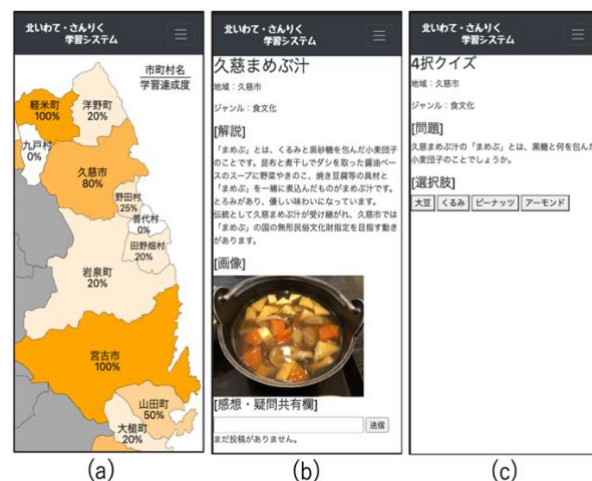 北いわて・さんりく
学習システム
市町村名
学習達成度
軽米町
100%
洋野町
20%
九戸村
0%
久慈市
80%
野田村
25%
普代村
0%
田野畑村
20%
岩泉町
20%
宮古市
100%
山田町
50%
大槌町
20%
(a)
北いわて・さんりく
学習システム
久慈まめぶ汁
地域：久慈市
ジャンル：食文化
[解説]
「まめぶ」とは、くるみと黒砂糖を包んだ小麦団子
のことです。昆布と煮干しでダシを取った醤油ベー
スのスープに野菜やきのこ、焼き豆腐等の具材と
「まめぶ」を一緒に煮込んだものがまめぶ汁です。
とろみがあり、優しい味わいになっています。
伝統として久慈まめぶ汁が受け継がれ、久慈市では
「まめぶ」の国の無形民俗文化財指定を目指す動き
があります。
[画像]
[感想・疑問共有欄]
送信
まだ投稿がありません。
(b)
北いわて・さんりく
学習システム
4択クイズ
地域：久慈市
ジャンル：食文化
[問題]
久慈まめぶ汁の「まめぶ」とは、黒糖と何を包んだ
小麦団子のことでしょうか。
[選択肢]
大豆 くるみ ピーナッツ アーモンド
(c)